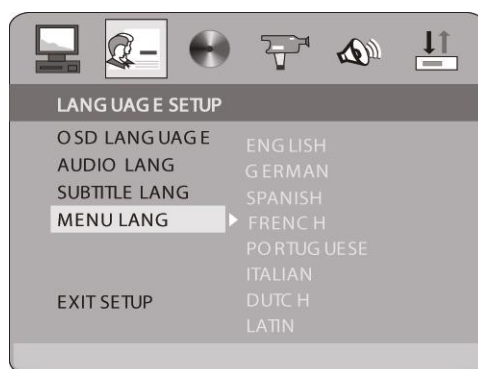 LANGUAGE SETUP
OSD LANGUAGE
AUDIO LANG
SUBTITLE LANG
MENU LANG
EXIT SETUP
ENGLISH
GERMAN
SPANISH
FRENCH
PORTUGUESE
ITALIAN
DUTCH
LATIN